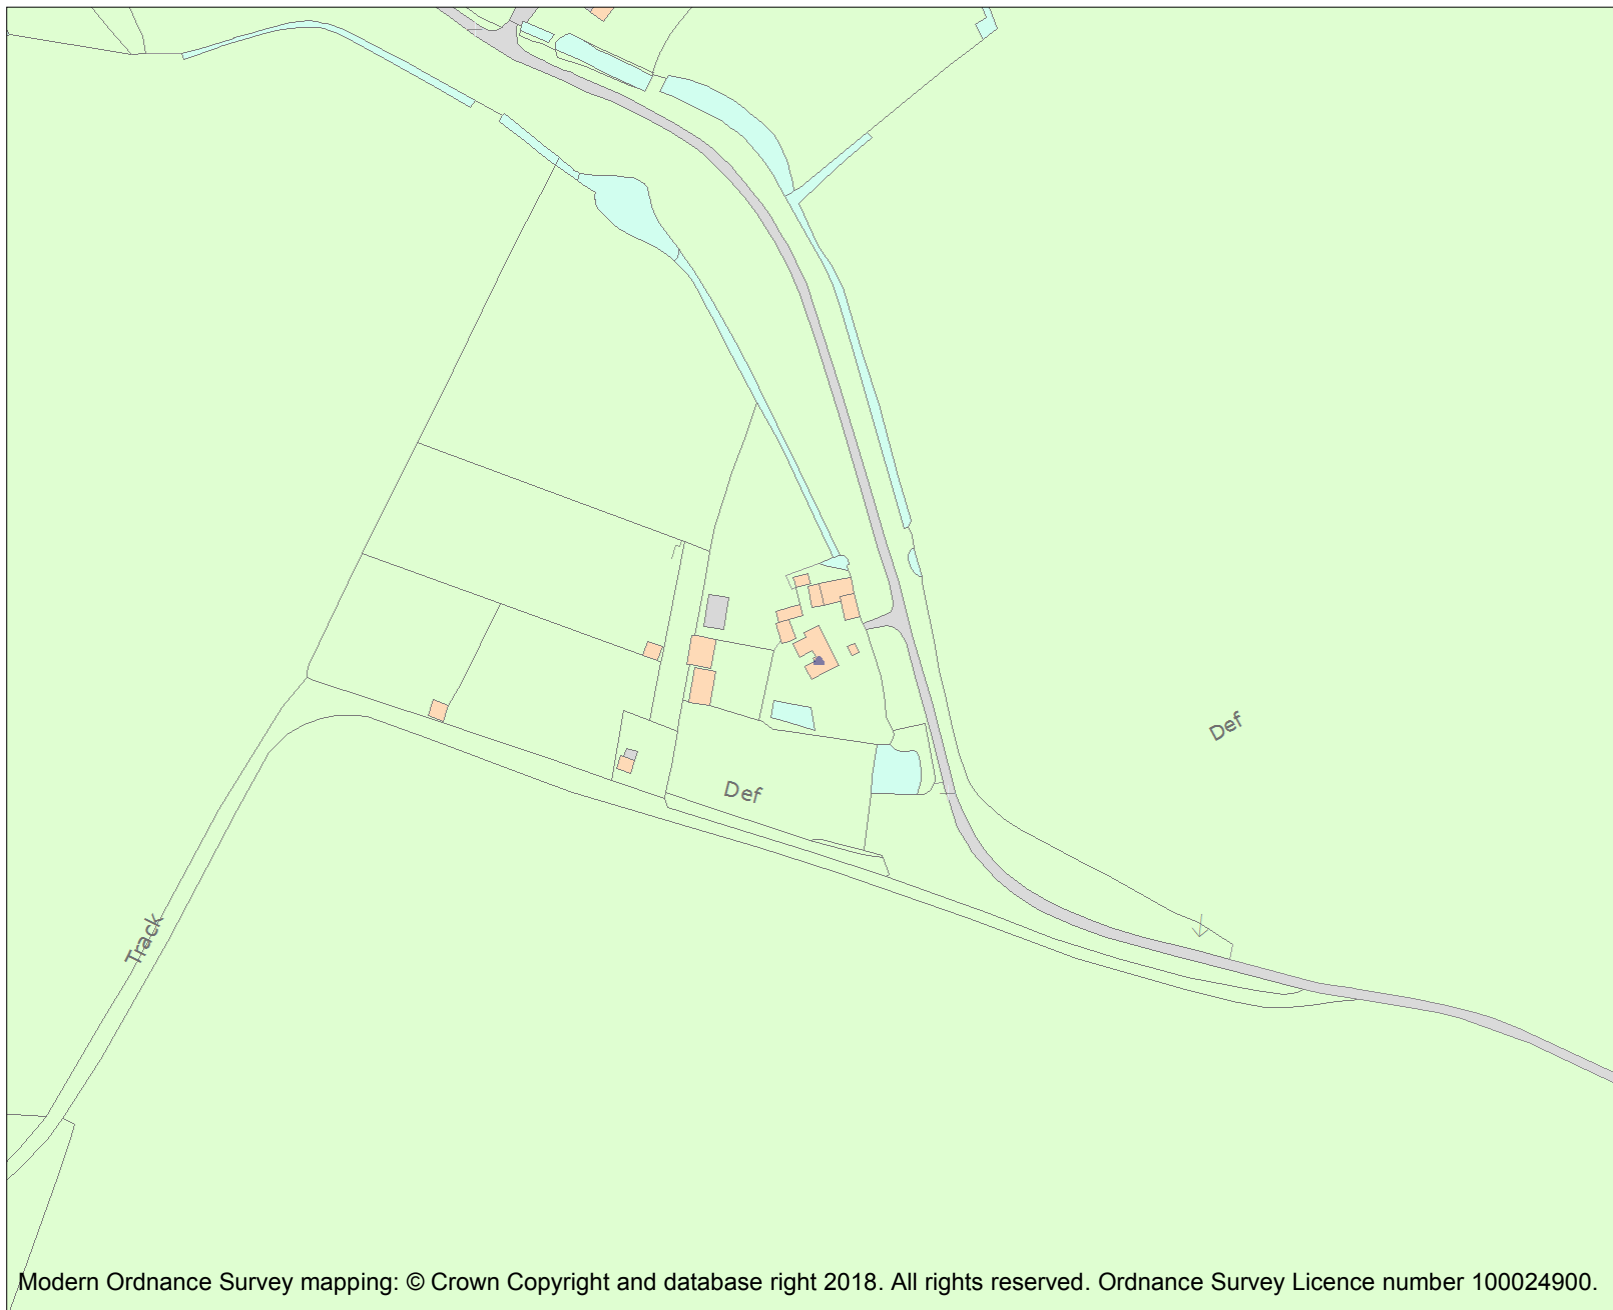 Def
Def
Track
Modern Ordnance Survey mapping: © Crown Copyright and database right 2018. All rights reserved. Ordnance Survey Licence number 100024900.